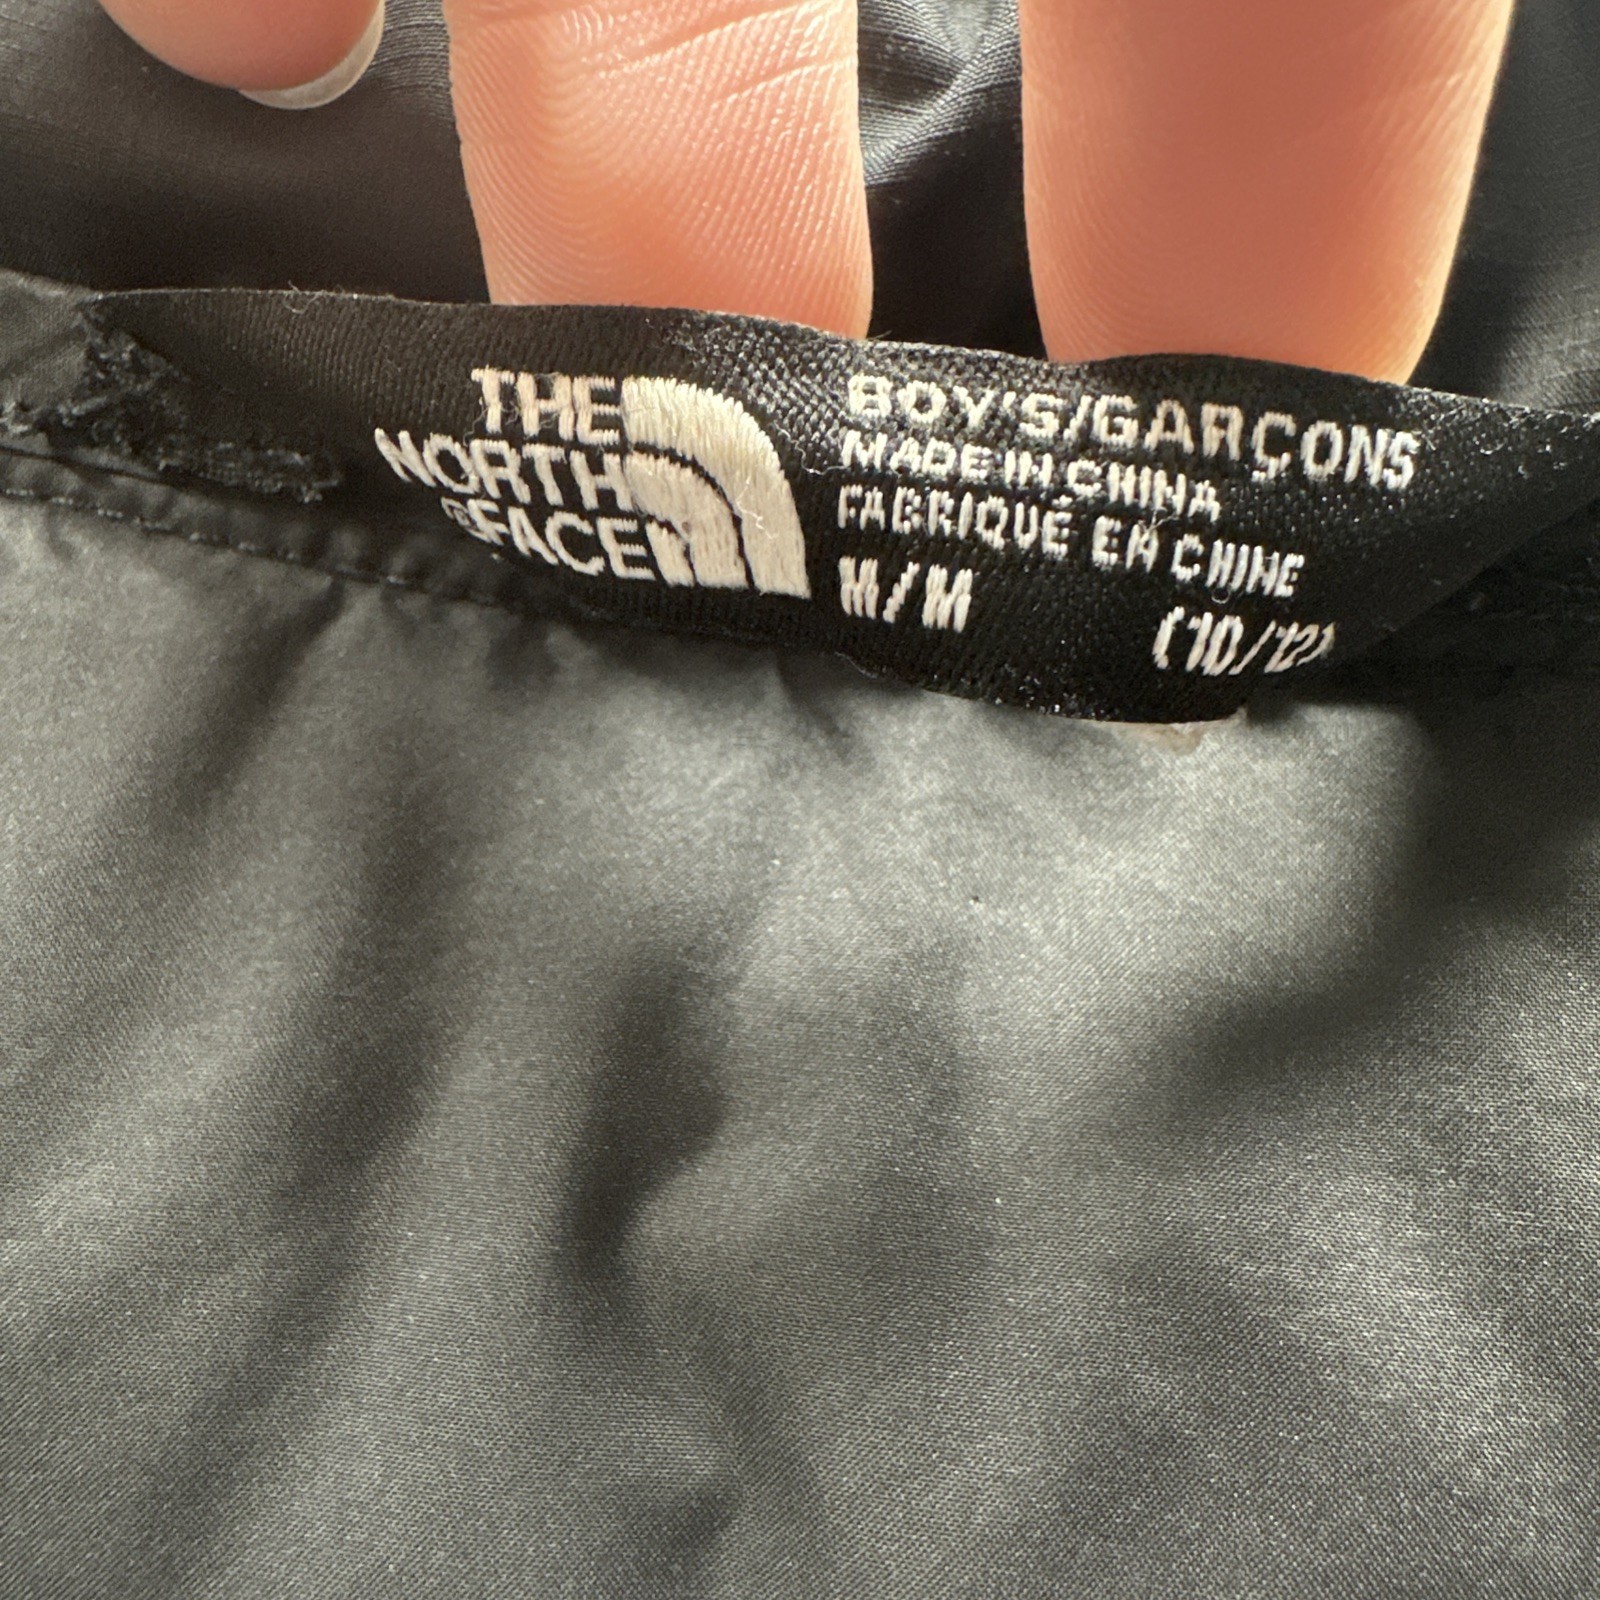 THE
NORTH
FACE
BOY'S/GARÇONS
MADE IN CHINA
FABRIQUÉ EN CHINE
M/M (10/12)